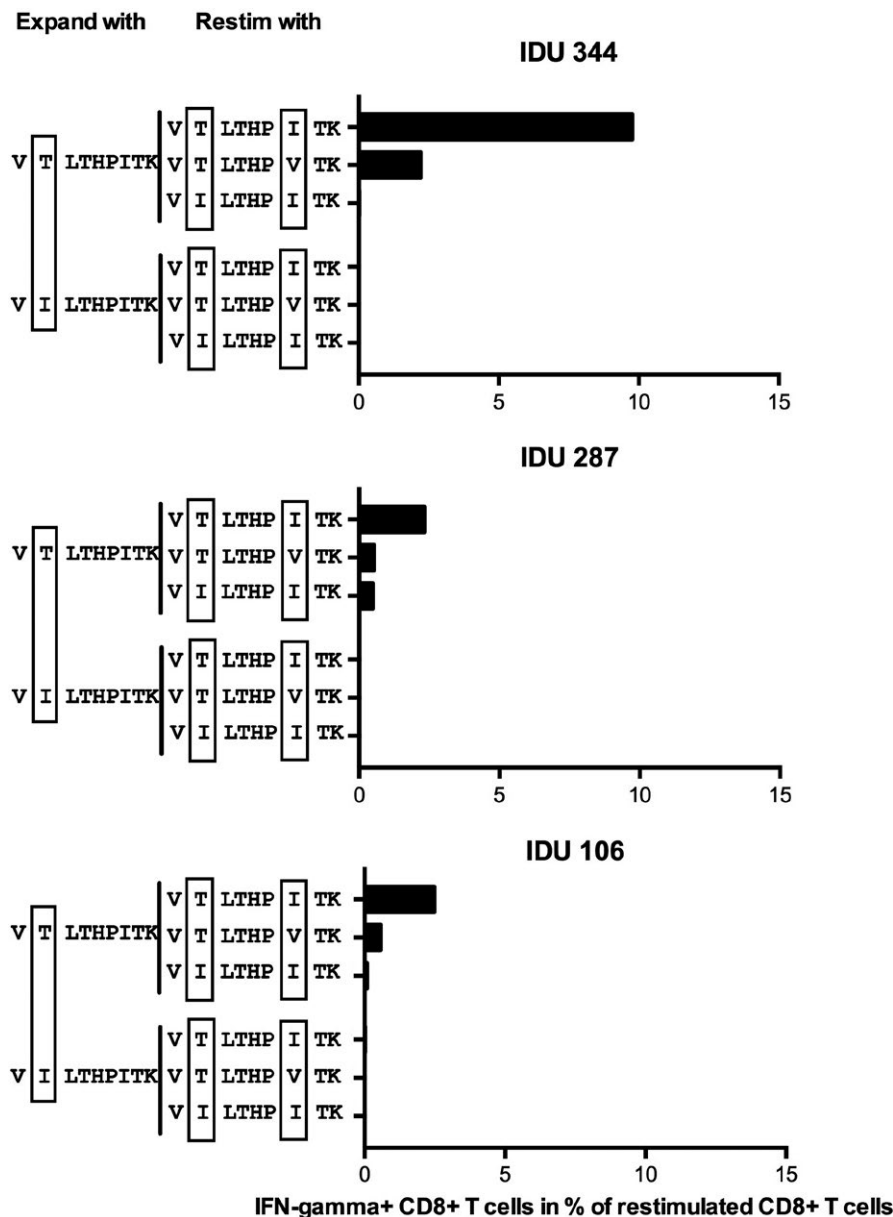 Expand with Restim with
IDU 344
V T LTHP I TK
V T LTHPITK V T LTHP V TK
V I LTHP I TK
V T LTHP I TK
V I LTHPITK V T LTHP V TK
V I LTHP I TK
0 5 10 15
IDU 287
V T LTHP I TK
V T LTHPITK V T LTHP V TK
V I LTHP I TK
V T LTHP I TK
V I LTHPITK V T LTHP V TK
V I LTHP I TK
0 5 10 15
IDU 106
V T LTHP I TK
V T LTHPITK V T LTHP V TK
V I LTHP I TK
V T LTHP I TK
V I LTHPITK V T LTHP V TK
V I LTHP I TK
0 5 10 15
IFN-gamma+ CD8+ T cells in % of restimulated CD8+ T cells